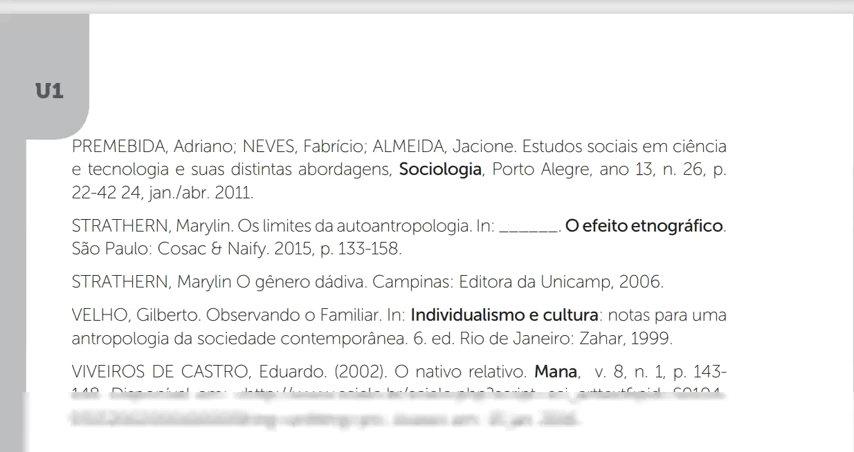 U1
PREMEBIDA, Adriano; NEVES, Fabrício; ALMEIDA, Jacione. Estudos sociais em ciência
e tecnologia e suas distintas abordagens, Sociologia, Porto Alegre, ano 13, n. 26, p.
22-42 24, jan./abr. 2011.
STRATHERN, Marylin. Os limites da autoantropologia. In: ______. O efeito etnográfico.
São Paulo: Cosac & Naify. 2015, p. 133-158.
STRATHERN, Marylin O gênero dádiva. Campinas: Editora da Unicamp, 2006.
VELHO, Gilberto. Observando o Familiar. In: Individualismo e cultura: notas para uma
antropologia da sociedade contemporânea. 6. ed. Rio de Janeiro: Zahar, 1999.
VIVEIROS DE CASTRO, Eduardo. (2002). O nativo relativo. Mana, v. 8, n. 1, p. 143-